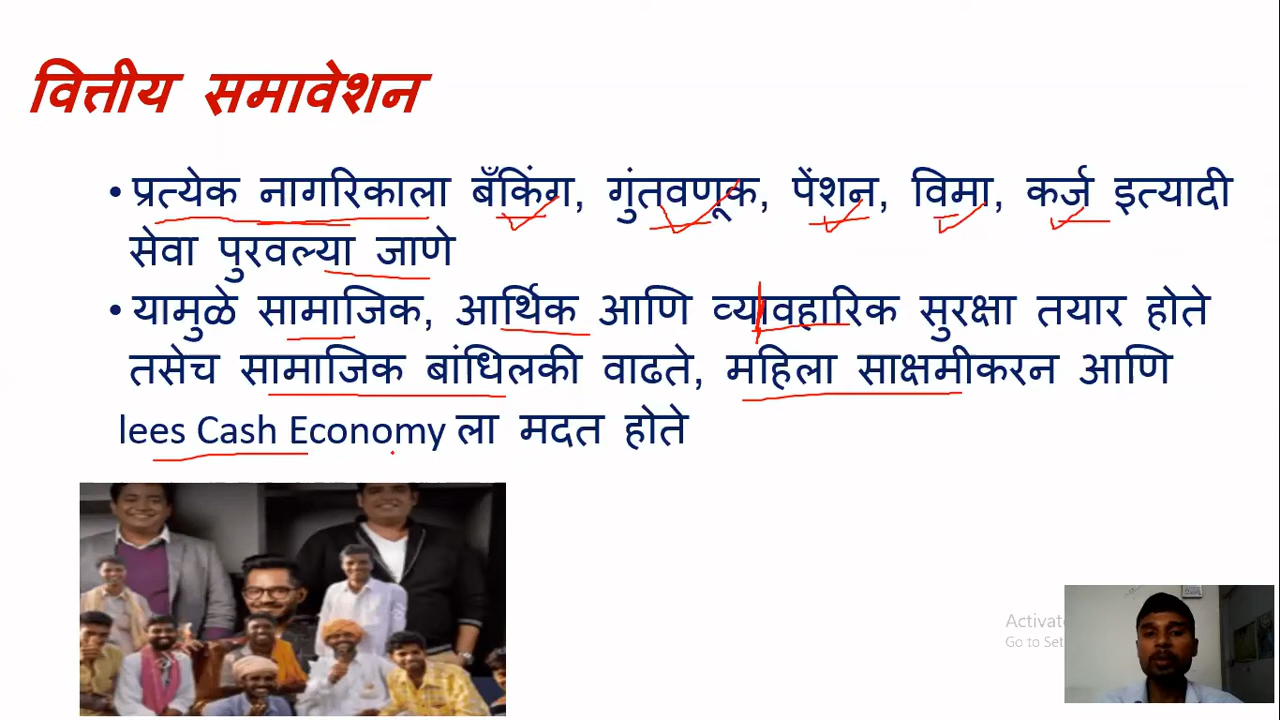 वित्तीय समावेशन
• प्रत्येक नागरिकाला बँकिंग, गुंतवणूक, पेंशन, विमा, कर्ज इत्यादी
सेवा पुरवल्या जाणे
• यामुळे सामाजिक, आर्थिक आणि व्यावहारिक सुरक्षा तयार होते
तसेच सामाजिक बांधिलकी वाढते, महिला साक्षमीकरन आणि
lees Cash Economy ला मदत होते
Activate
Go to Set